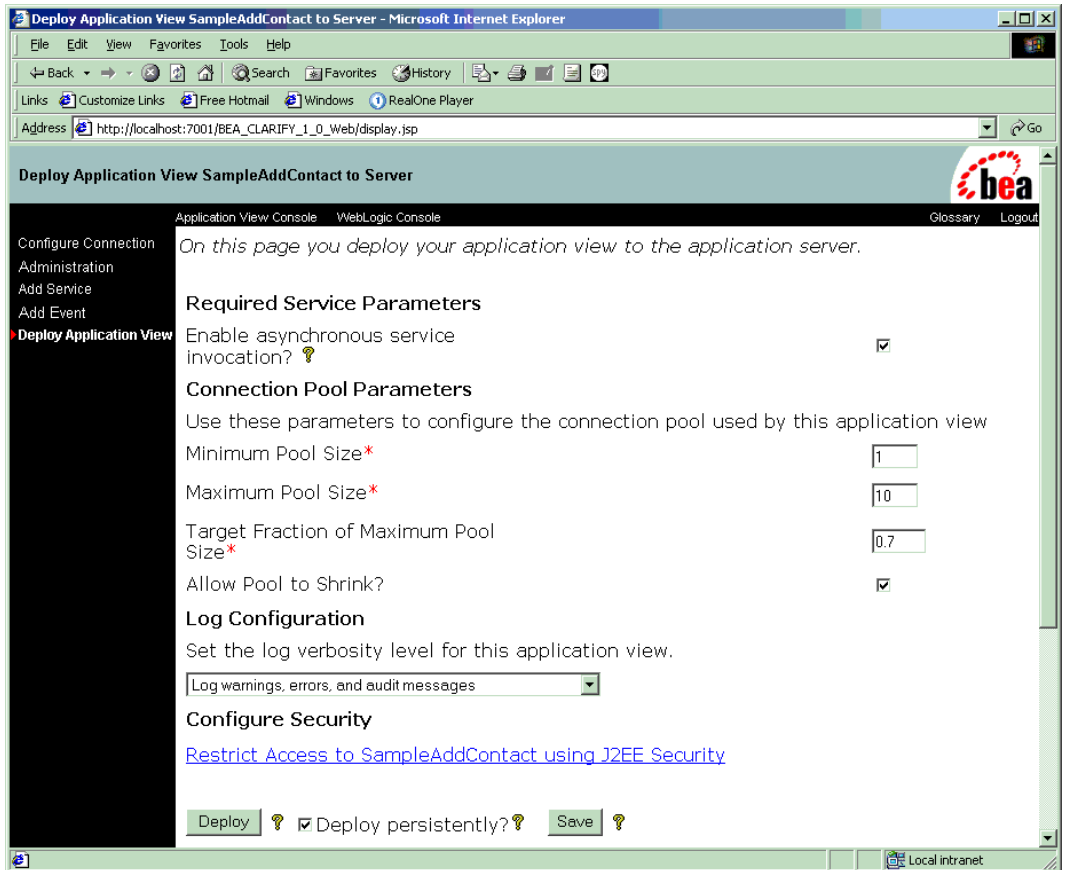 Deploy Application View SampleAddContact to Server - Microsoft Internet Explorer
File Edit View Favorites Tools Help
Back Search Favorites History
Links Customize Links Free Hotmail Windows RealOne Player
Address http://localhost:7001/BEA_CLARIFY_1_0_Web/display.jsp Go
Deploy Application View SampleAddContact to Server
bea
Application View Console WebLogic Console Glossary Logout
Configure Connection
Administration
Add Service
Add Event
Deploy Application View
On this page you deploy your application view to the application server.
Required Service Parameters
Enable asynchronous service
invocation? ?
Connection Pool Parameters
Use these parameters to configure the connection pool used by this application view
Minimum Pool Size* 1
Maximum Pool Size* 10
Target Fraction of Maximum Pool
Size* 0.7
Allow Pool to Shrink?
Log Configuration
Set the log verbosity level for this application view.
Log warnings, errors, and audit messages
Configure Security
Restrict Access to SampleAddContact using J2EE Security
Deploy ? Deploy persistently? ? Save ?
Local intranet